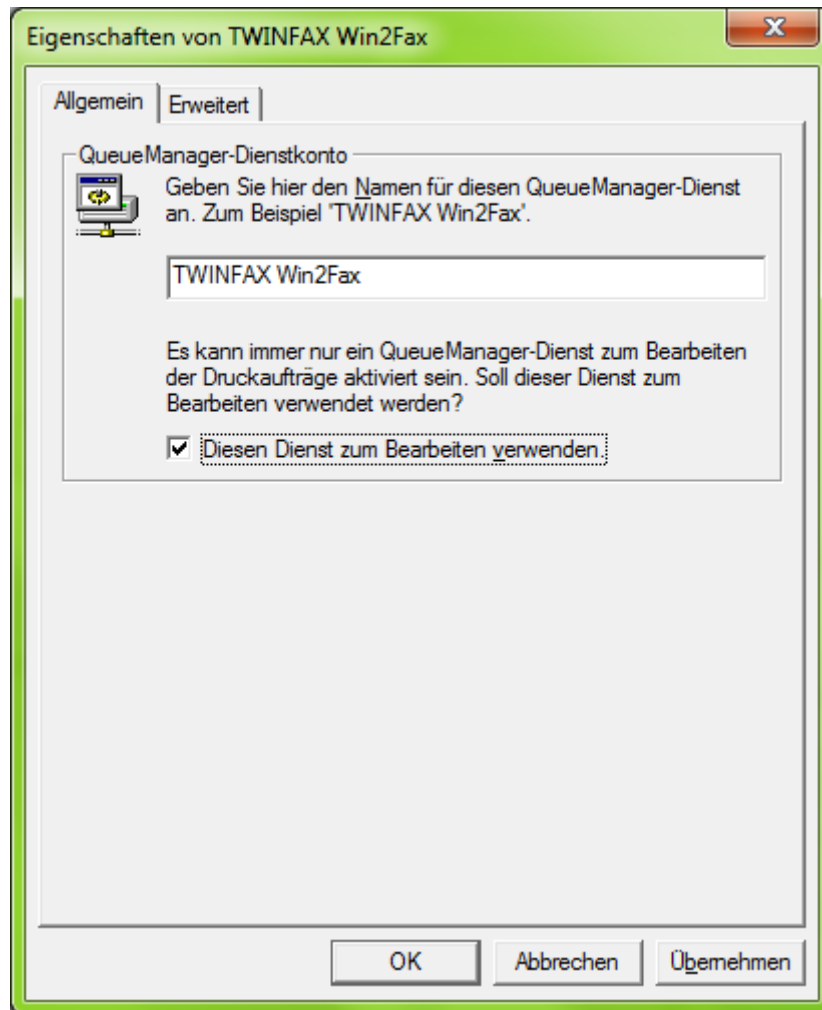 Eigenschaften von TWINFAX Win2Fax
Allgemein
Erweitert
QueueManager-Dienstkonto
Geben Sie hier den Namen für diesen QueueManager-Dienst
an. Zum Beispiel 'TWINFAX Win2Fax'.
TWINFAX Win2Fax
Es kann immer nur ein QueueManager-Dienst zum Bearbeiten
der Druckaufträge aktiviert sein. Soll dieser Dienst zum
Bearbeiten verwendet werden?
Diesen Dienst zum Bearbeiten verwenden.
OK
Abbrechen
Übernehmen